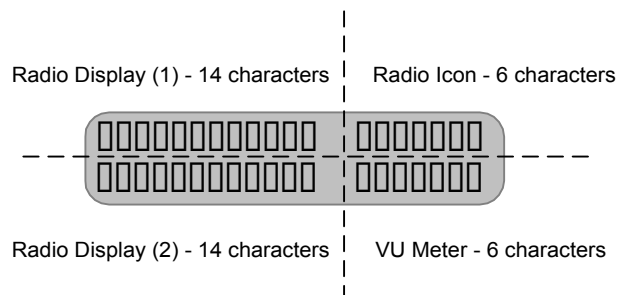 Radio Display (1) - 14 characters
Radio Icon - 6 characters
Radio Display (2) - 14 characters
VU Meter - 6 characters